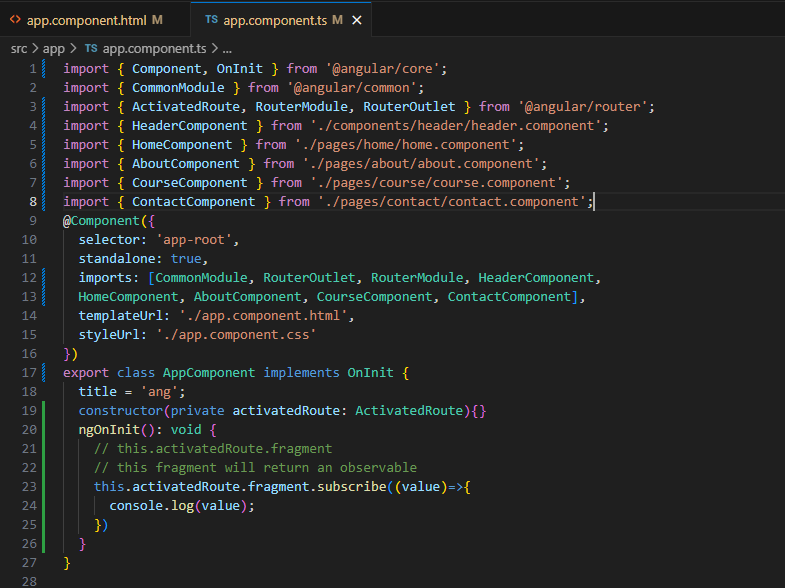 <> app.component.html M TS app.component.ts M ×
src > app > TS app.component.ts > ...
1 import { Component, OnInit } from '@angular/core';
2 import { CommonModule } from '@angular/common';
3 import { ActivatedRoute, RouterModule, RouterOutlet } from '@angular/router';
4 import { HeaderComponent } from './components/header/header.component';
5 import { HomeComponent } from './pages/home/home.component';
6 import { AboutComponent } from './pages/about/about.component';
7 import { CourseComponent } from './pages/course/course.component';
8 import { ContactComponent } from './pages/contact/contact.component';
9 @Component({
10   selector: 'app-root',
11   standalone: true,
12   imports: [CommonModule, RouterOutlet, RouterModule, HeaderComponent,
13   HomeComponent, AboutComponent, CourseComponent, ContactComponent],
14   templateUrl: './app.component.html',
15   styleUrl: './app.component.css'
16 })
17 export class AppComponent implements OnInit {
18   title = 'ang';
19   constructor(private activatedRoute: ActivatedRoute){}
20   ngOnInit(): void {
21     // this.activatedRoute.fragment
22     // this fragment will return an observable
23     this.activatedRoute.fragment.subscribe((value)=>{
24       console.log(value);
25     })
26   }
27 }
28